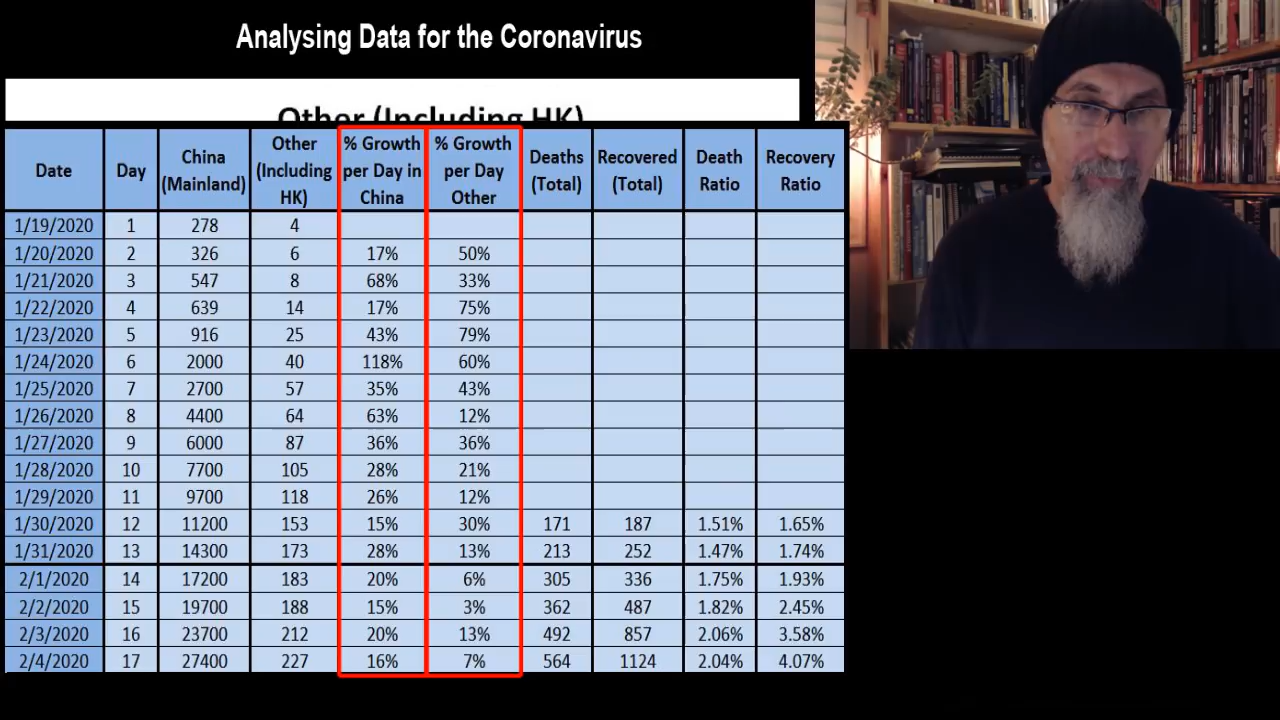 Analysing Data for the Coronavirus
Other (Including HK)
Date Day China (Mainland) Other (Including HK) % Growth per Day in China % Growth per Day Other Deaths (Total) Recovered (Total) Death Ratio Recovery Ratio
1/19/2020 1 278 4
1/20/2020 2 326 6 17% 50%
1/21/2020 3 547 8 68% 33%
1/22/2020 4 639 14 17% 75%
1/23/2020 5 916 25 43% 79%
1/24/2020 6 2000 40 118% 60%
1/25/2020 7 2700 57 35% 43%
1/26/2020 8 4400 64 63% 12%
1/27/2020 9 6000 87 36% 36%
1/28/2020 10 7700 105 28% 21%
1/29/2020 11 9700 118 26% 12%
1/30/2020 12 11200 153 15% 30% 171 187 1.51% 1.65%
1/31/2020 13 14300 173 28% 13% 213 252 1.47% 1.74%
2/1/2020 14 17200 183 20% 6% 305 336 1.75% 1.93%
2/2/2020 15 19700 188 15% 3% 362 487 1.82% 2.45%
2/3/2020 16 23700 212 20% 13% 492 857 2.06% 3.58%
2/4/2020 17 27400 227 16% 7% 564 1124 2.04% 4.07%